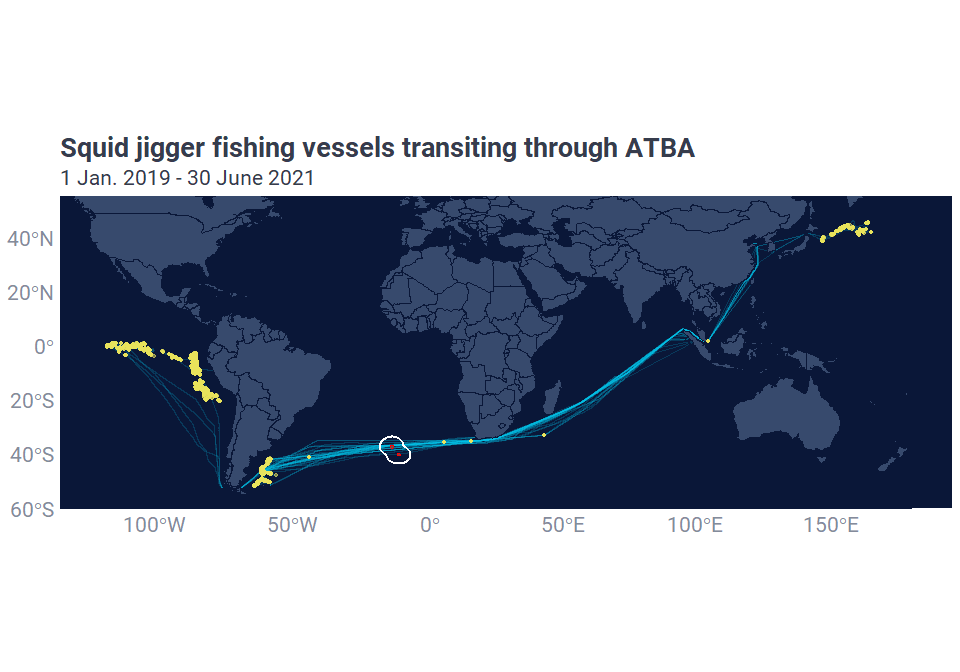 Squid jigger fishing vessels transiting through ATBA
1 Jan. 2019 - 30 June 2021
40°N
20°N
0°
20°S
40°S
60°S
100°W
50°W
0°
50°E
100°E
150°E